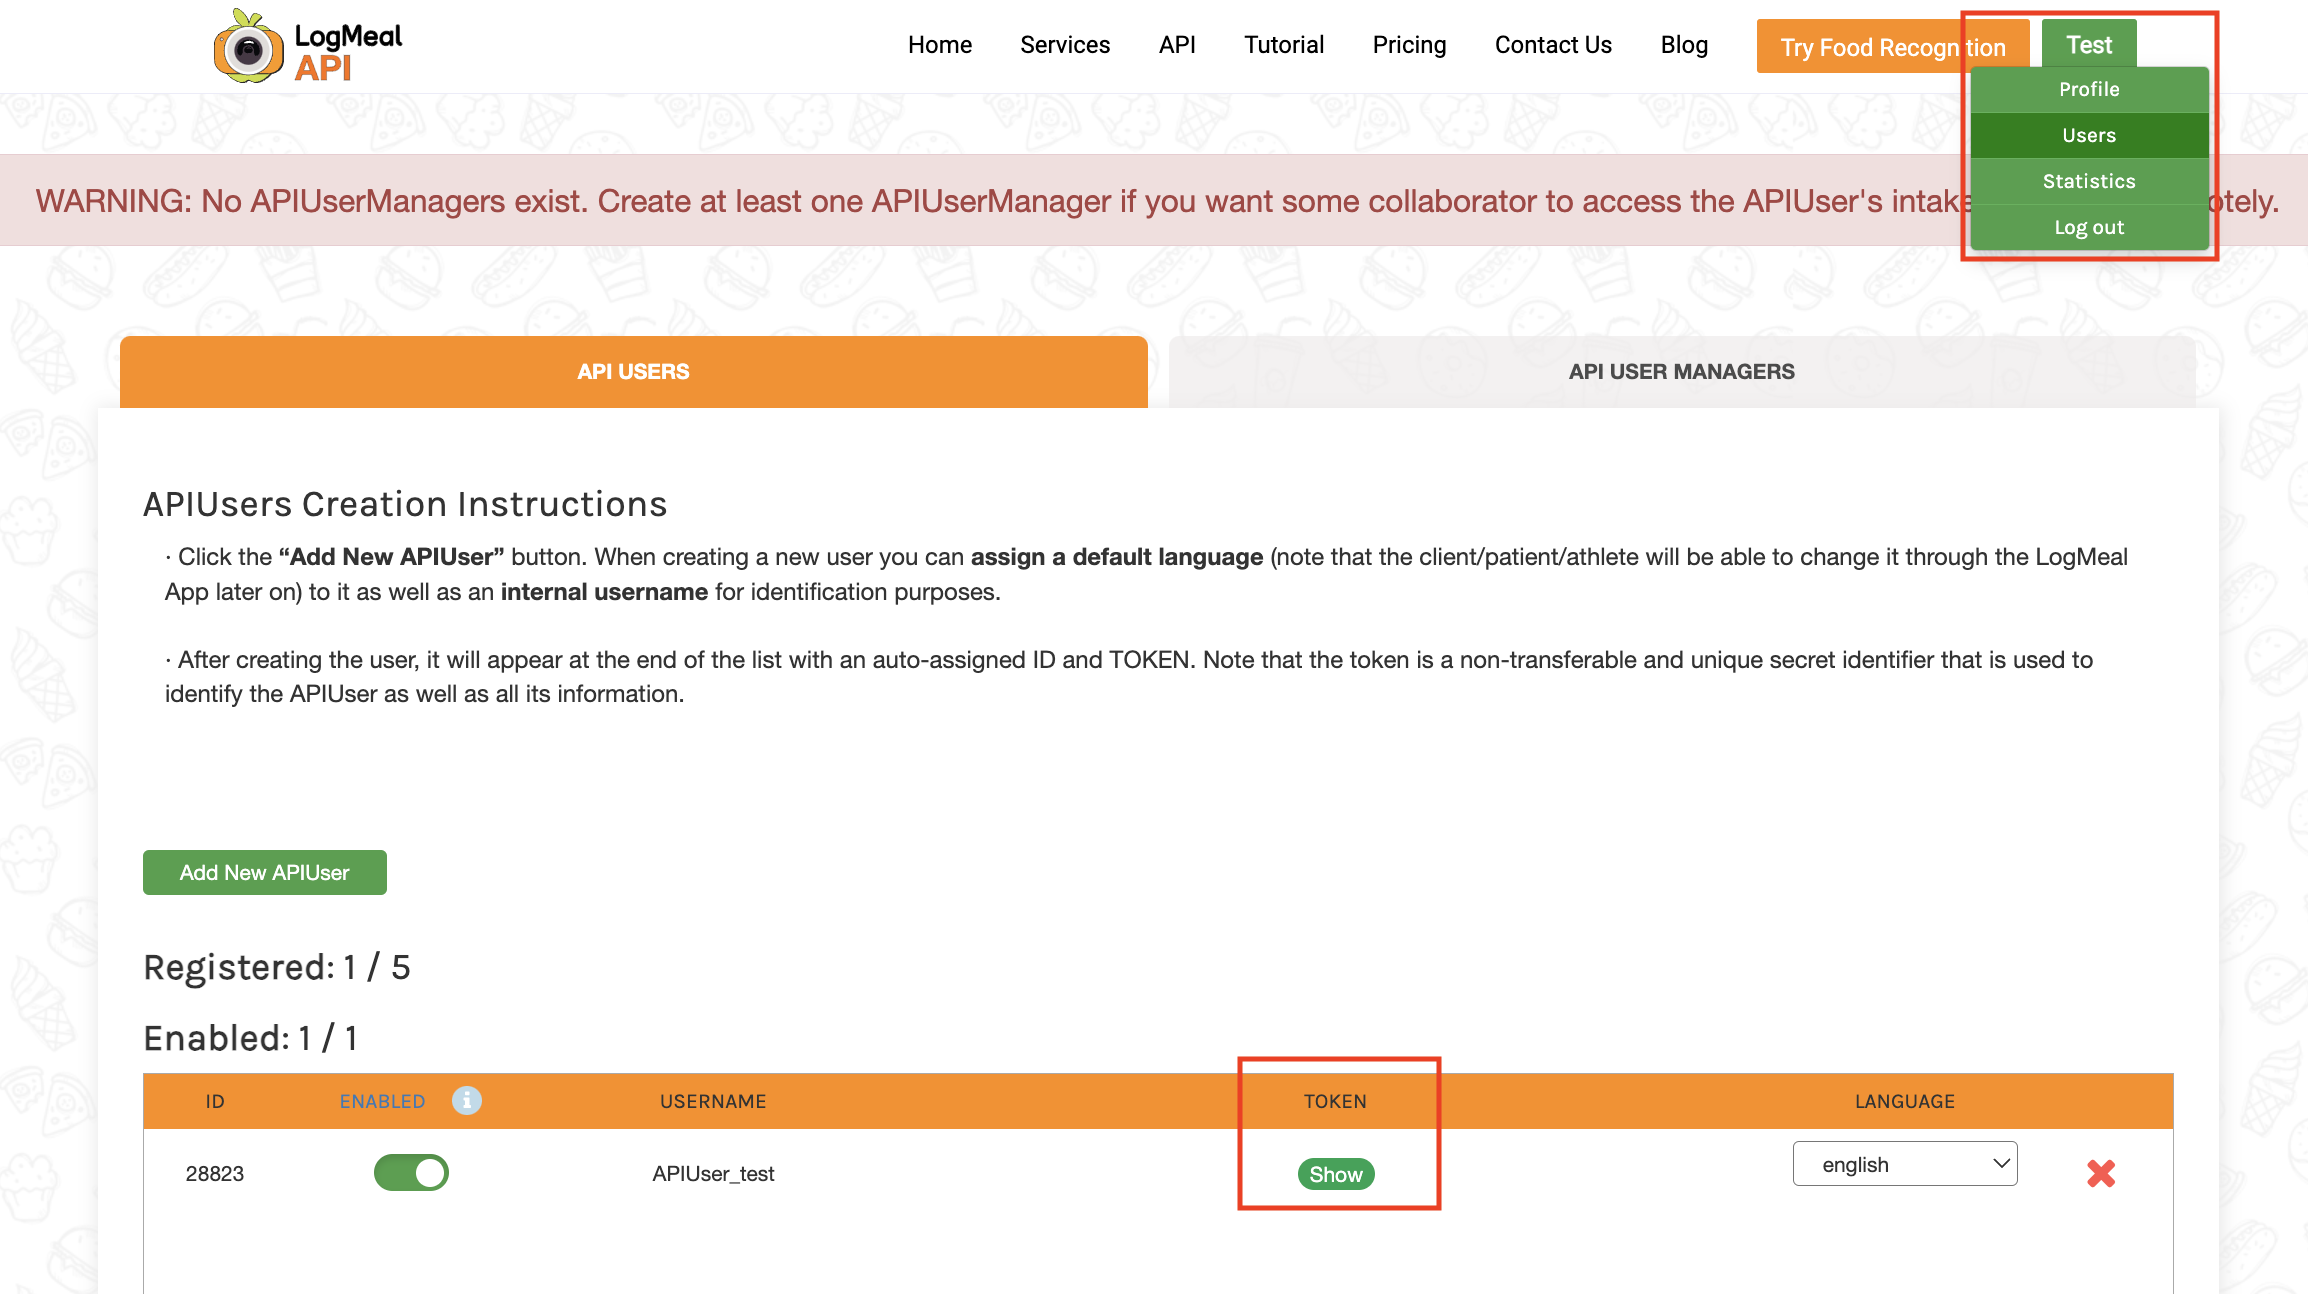 LogMeal
API
Home Services API Tutorial Pricing Contact Us Blog Try Food Recognition Test
Profile
Users
Statistics
Log out
WARNING: No APIUserManagers exist. Create at least one APIUserManager if you want some collaborator to access the APIUser's intake otely.
API USERS API USER MANAGERS
APIUsers Creation Instructions
· Click the “Add New APIUser” button. When creating a new user you can assign a default language (note that the client/patient/athlete will be able to change it through the LogMeal
App later on) to it as well as an internal username for identification purposes.
· After creating the user, it will appear at the end of the list with an auto-assigned ID and TOKEN. Note that the token is a non-transferable and unique secret identifier that is used to
identify the APIUser as well as all its information.
Add New APIUser
Registered: 1 / 5
Enabled: 1 / 1
ID ENABLED i USERNAME TOKEN LANGUAGE
28823 APIUser_test Show english